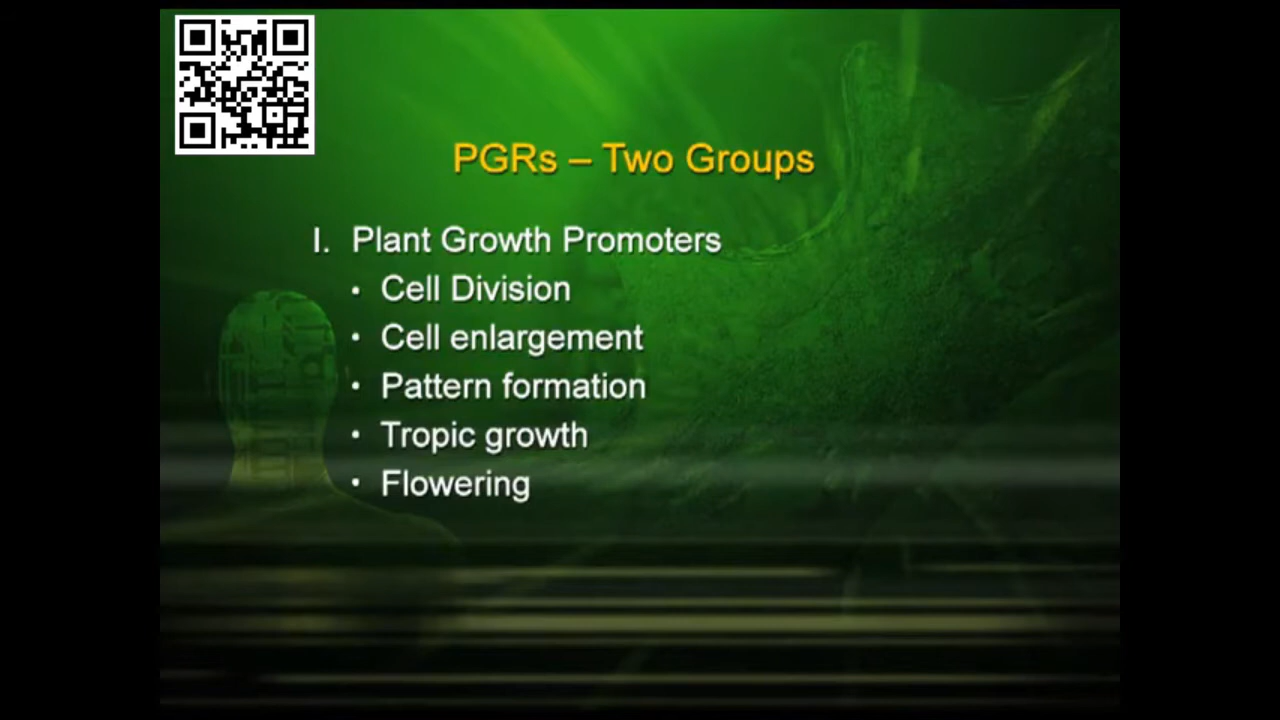 PGRs – Two Groups
I. Plant Growth Promoters
• Cell Division
• Cell enlargement
• Pattern formation
• Tropic growth
• Flowering